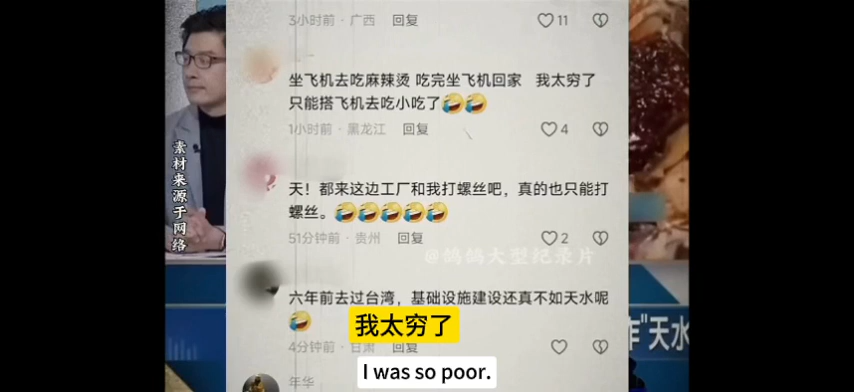 3小时前 · 广西 回复
11
坐飞机去吃麻辣烫 吃完坐飞机回家 我太穷了
只能搭飞机去吃小吃了🤣🤣
1小时前 · 黑龙江 回复
4
天！都来这边工厂和我打螺丝吧，真的也只能打
螺丝。🤣🤣🤣🤣🤣
51分钟前 · 贵州 回复
2
@鸽鸽大型纪录片
六年前去过台湾，基础设施建设还真不如天水呢
🤣
4分钟前 · 甘肃 回复
年华
素材来源于网络
"天水
我太穷了
I was so poor.